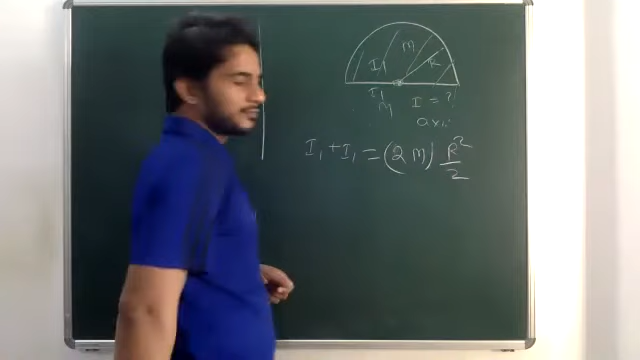 M
I₁ R
I₁
M I = ?
axis
I₁ + I₁ = (2 M) R²/2